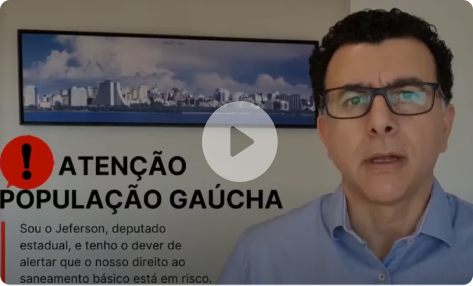 !
ATENÇÃO
POPULAÇÃO GAÚCHA
Sou o Jeferson, deputado
estadual, e tenho o dever de
alertar que o nosso direito ao
saneamento básico está em risco.